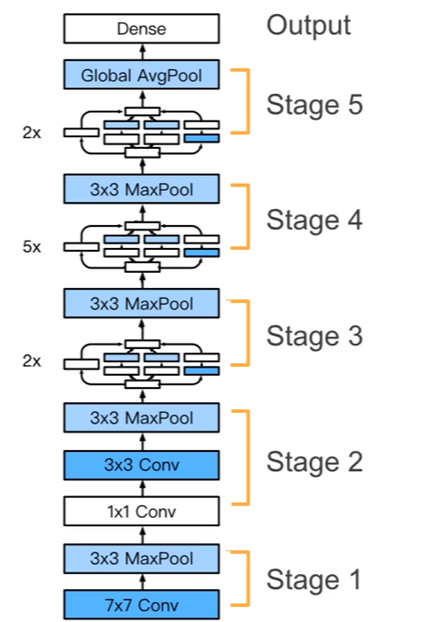 Dense
Output
Global AvgPool
Stage 5
2x
3x3 MaxPool
Stage 4
5x
3x3 MaxPool
Stage 3
2x
3x3 MaxPool
3x3 Conv
Stage 2
1x1 Conv
3x3 MaxPool
Stage 1
7x7 Conv